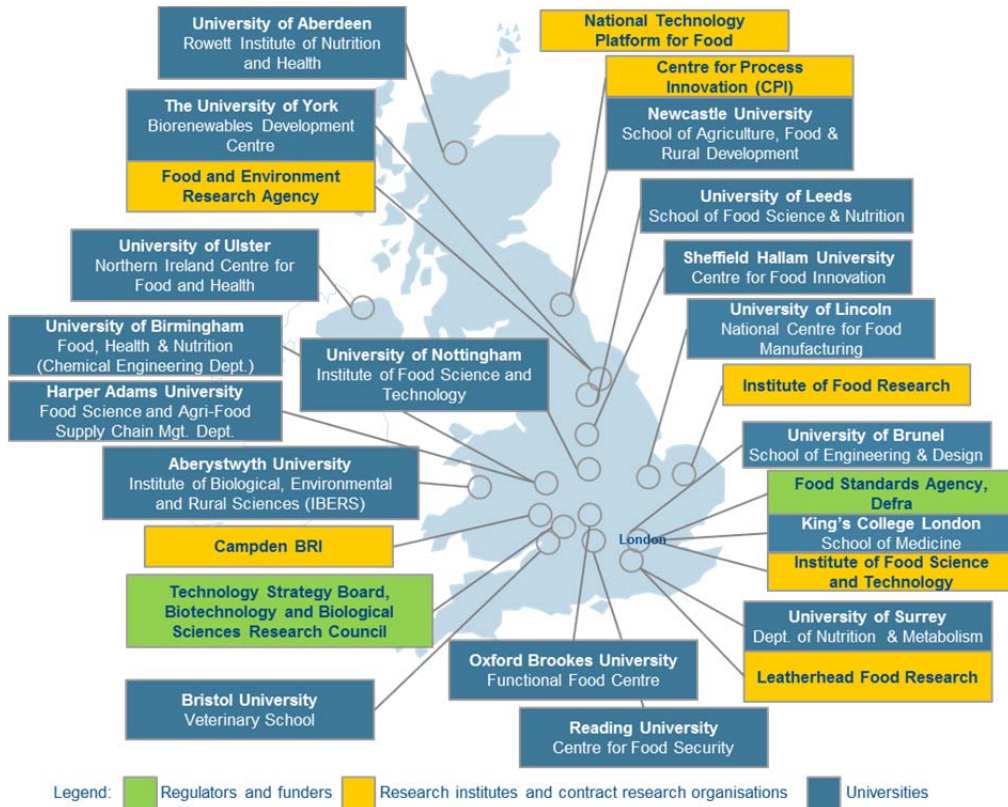 University of Aberdeen
Rowett Institute of Nutrition
and Health
National Technology
Platform for Food
Centre for Process
Innovation (CPI)
The University of York
Biorenewables Development
Centre
Newcastle University
School of Agriculture, Food &
Rural Development
Food and Environment
Research Agency
University of Leeds
School of Food Science & Nutrition
University of Ulster
Northern Ireland Centre for
Food and Health
Sheffield Hallam University
Centre for Food Innovation
University of Lincoln
National Centre for Food
Manufacturing
University of Birmingham
Food, Health & Nutrition
(Chemical Engineering Dept.)
University of Nottingham
Institute of Food Science and
Technology
Institute of Food Research
Harper Adams University
Food Science and Agri-Food
Supply Chain Mgt. Dept.
University of Brunel
School of Engineering & Design
Aberystwyth University
Institute of Biological, Environmental
and Rural Sciences (IBERS)
Food Standards Agency,
Defra
King's College London
School of Medicine
London
Campden BRI
Institute of Food Science
and Technology
Technology Strategy Board,
Biotechnology and Biological
Sciences Research Council
University of Surrey
Dept. of Nutrition & Metabolism
Oxford Brookes University
Functional Food Centre
Leatherhead Food Research
Bristol University
Veterinary School
Reading University
Centre for Food Security
Legend: Regulators and funders Research institutes and contract research organisations Universities